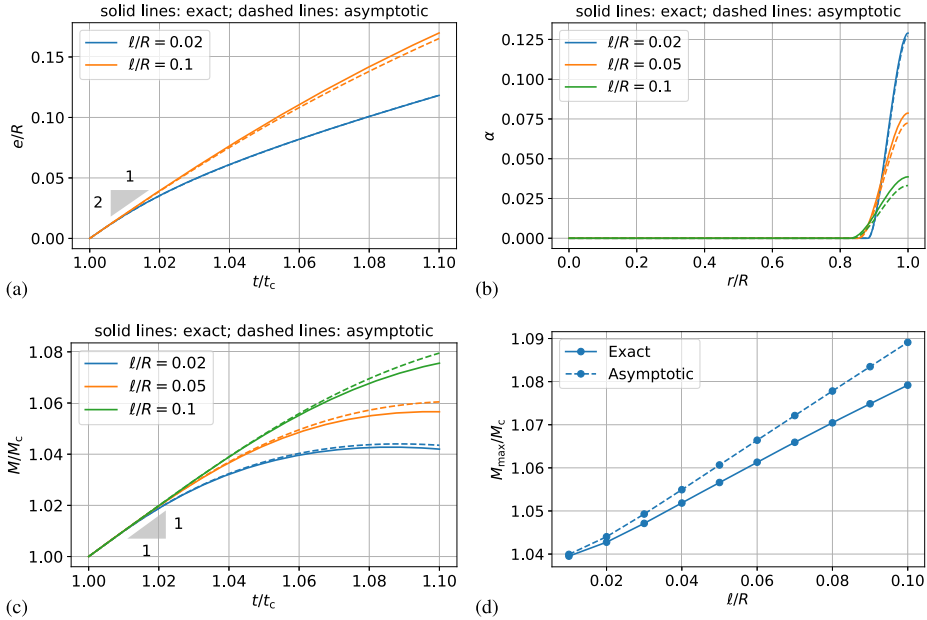 solid lines: exact; dashed lines: asymptotic
ℓ/R = 0.02
ℓ/R = 0.1
e/R
0.15
0.10
0.05
0.00
1
2
1.00 1.02 1.04 1.06 1.08 1.10
t/t_c
(a)
solid lines: exact; dashed lines: asymptotic
ℓ/R = 0.02
ℓ/R = 0.05
ℓ/R = 0.1
α
0.125
0.100
0.075
0.050
0.025
0.000
0.0 0.2 0.4 0.6 0.8 1.0
r/R
(b)
solid lines: exact; dashed lines: asymptotic
ℓ/R = 0.02
ℓ/R = 0.05
ℓ/R = 0.1
M/M_c
1.08
1.06
1.04
1.02
1.00
1
1
1.00 1.02 1.04 1.06 1.08 1.10
t/t_c
(c)
Exact
Asymptotic
M_max/M_c
1.09
1.08
1.07
1.06
1.05
1.04
0.02 0.04 0.06 0.08 0.10
ℓ/R
(d)